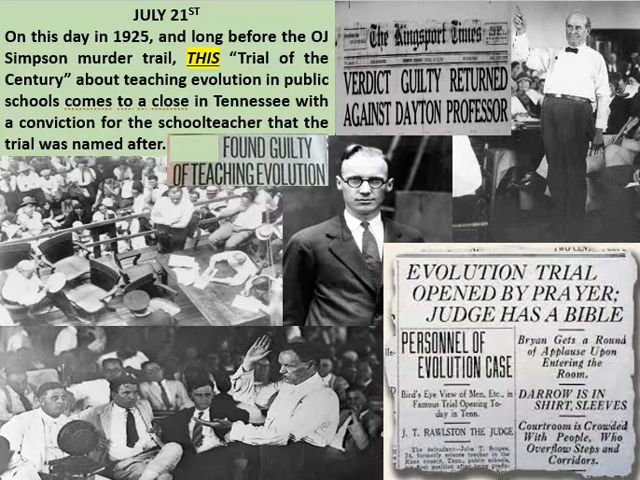 JULY 21ST
On this day in 1925, and long before the OJ
Simpson murder trail, THIS “Trial of the
Century” about teaching evolution in public
schools comes to a close in Tennessee with
a conviction for the schoolteacher that the
trial was named after.
FOUND GUILTY
OF TEACHING EVOLUTION
The Kingsport Times
VERDICT GUILTY RETURNED
AGAINST DAYTON PROFESSOR
EVOLUTION TRIAL
OPENED BY PRAYER;
JUDGE HAS A BIBLE
PERSONNEL OF
EVOLUTION CASE
Bird's Eye View of Men, Etc., in
Famous Trial Opening To-
day in Tenn.
J. T. RAWLSTON THE JUDGE
The defendant—John T. Scopes,
Bryan Gets a Round
of Applause Upon
Entering the
Room.
DARROW IS IN
SHIRT SLEEVES
Courtroom is Crowded
With People, Who
Overflow Steps and
Corridors.